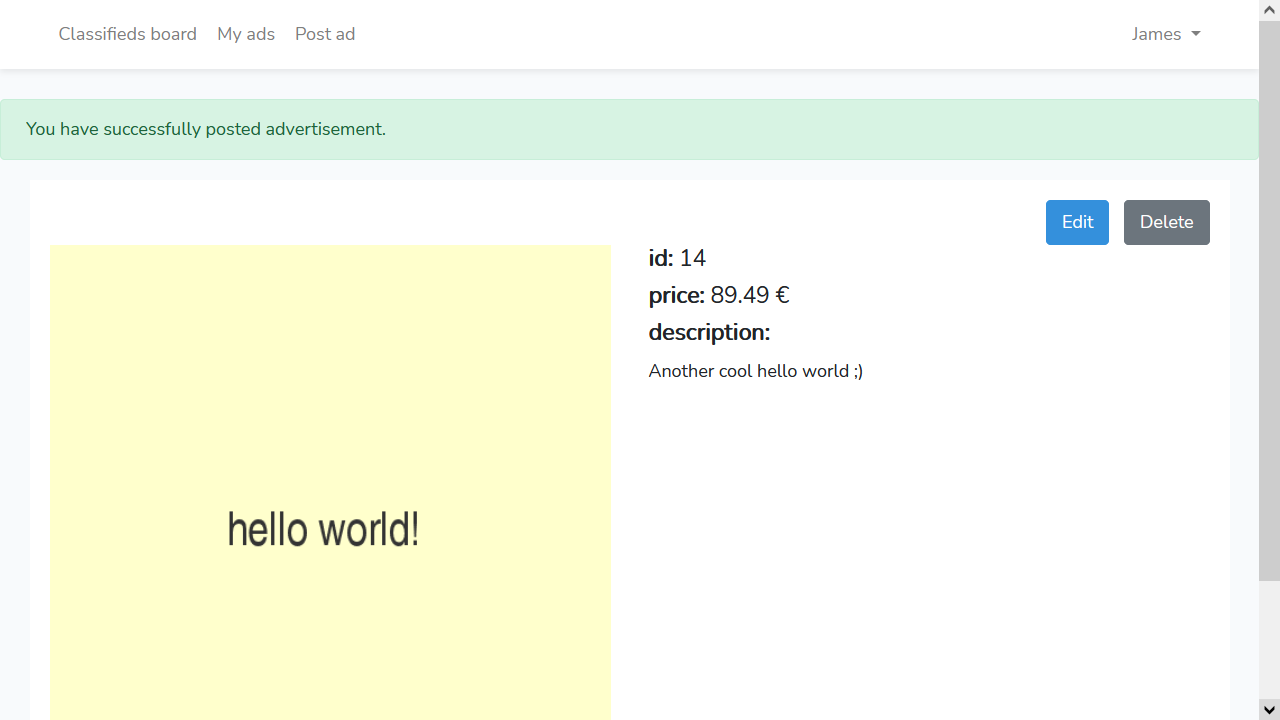 Classifieds board My ads Post ad James
You have successfully posted advertisement.
Edit Delete
id: 14
price: 89.49 €
description:
Another cool hello world ;)
hello world!